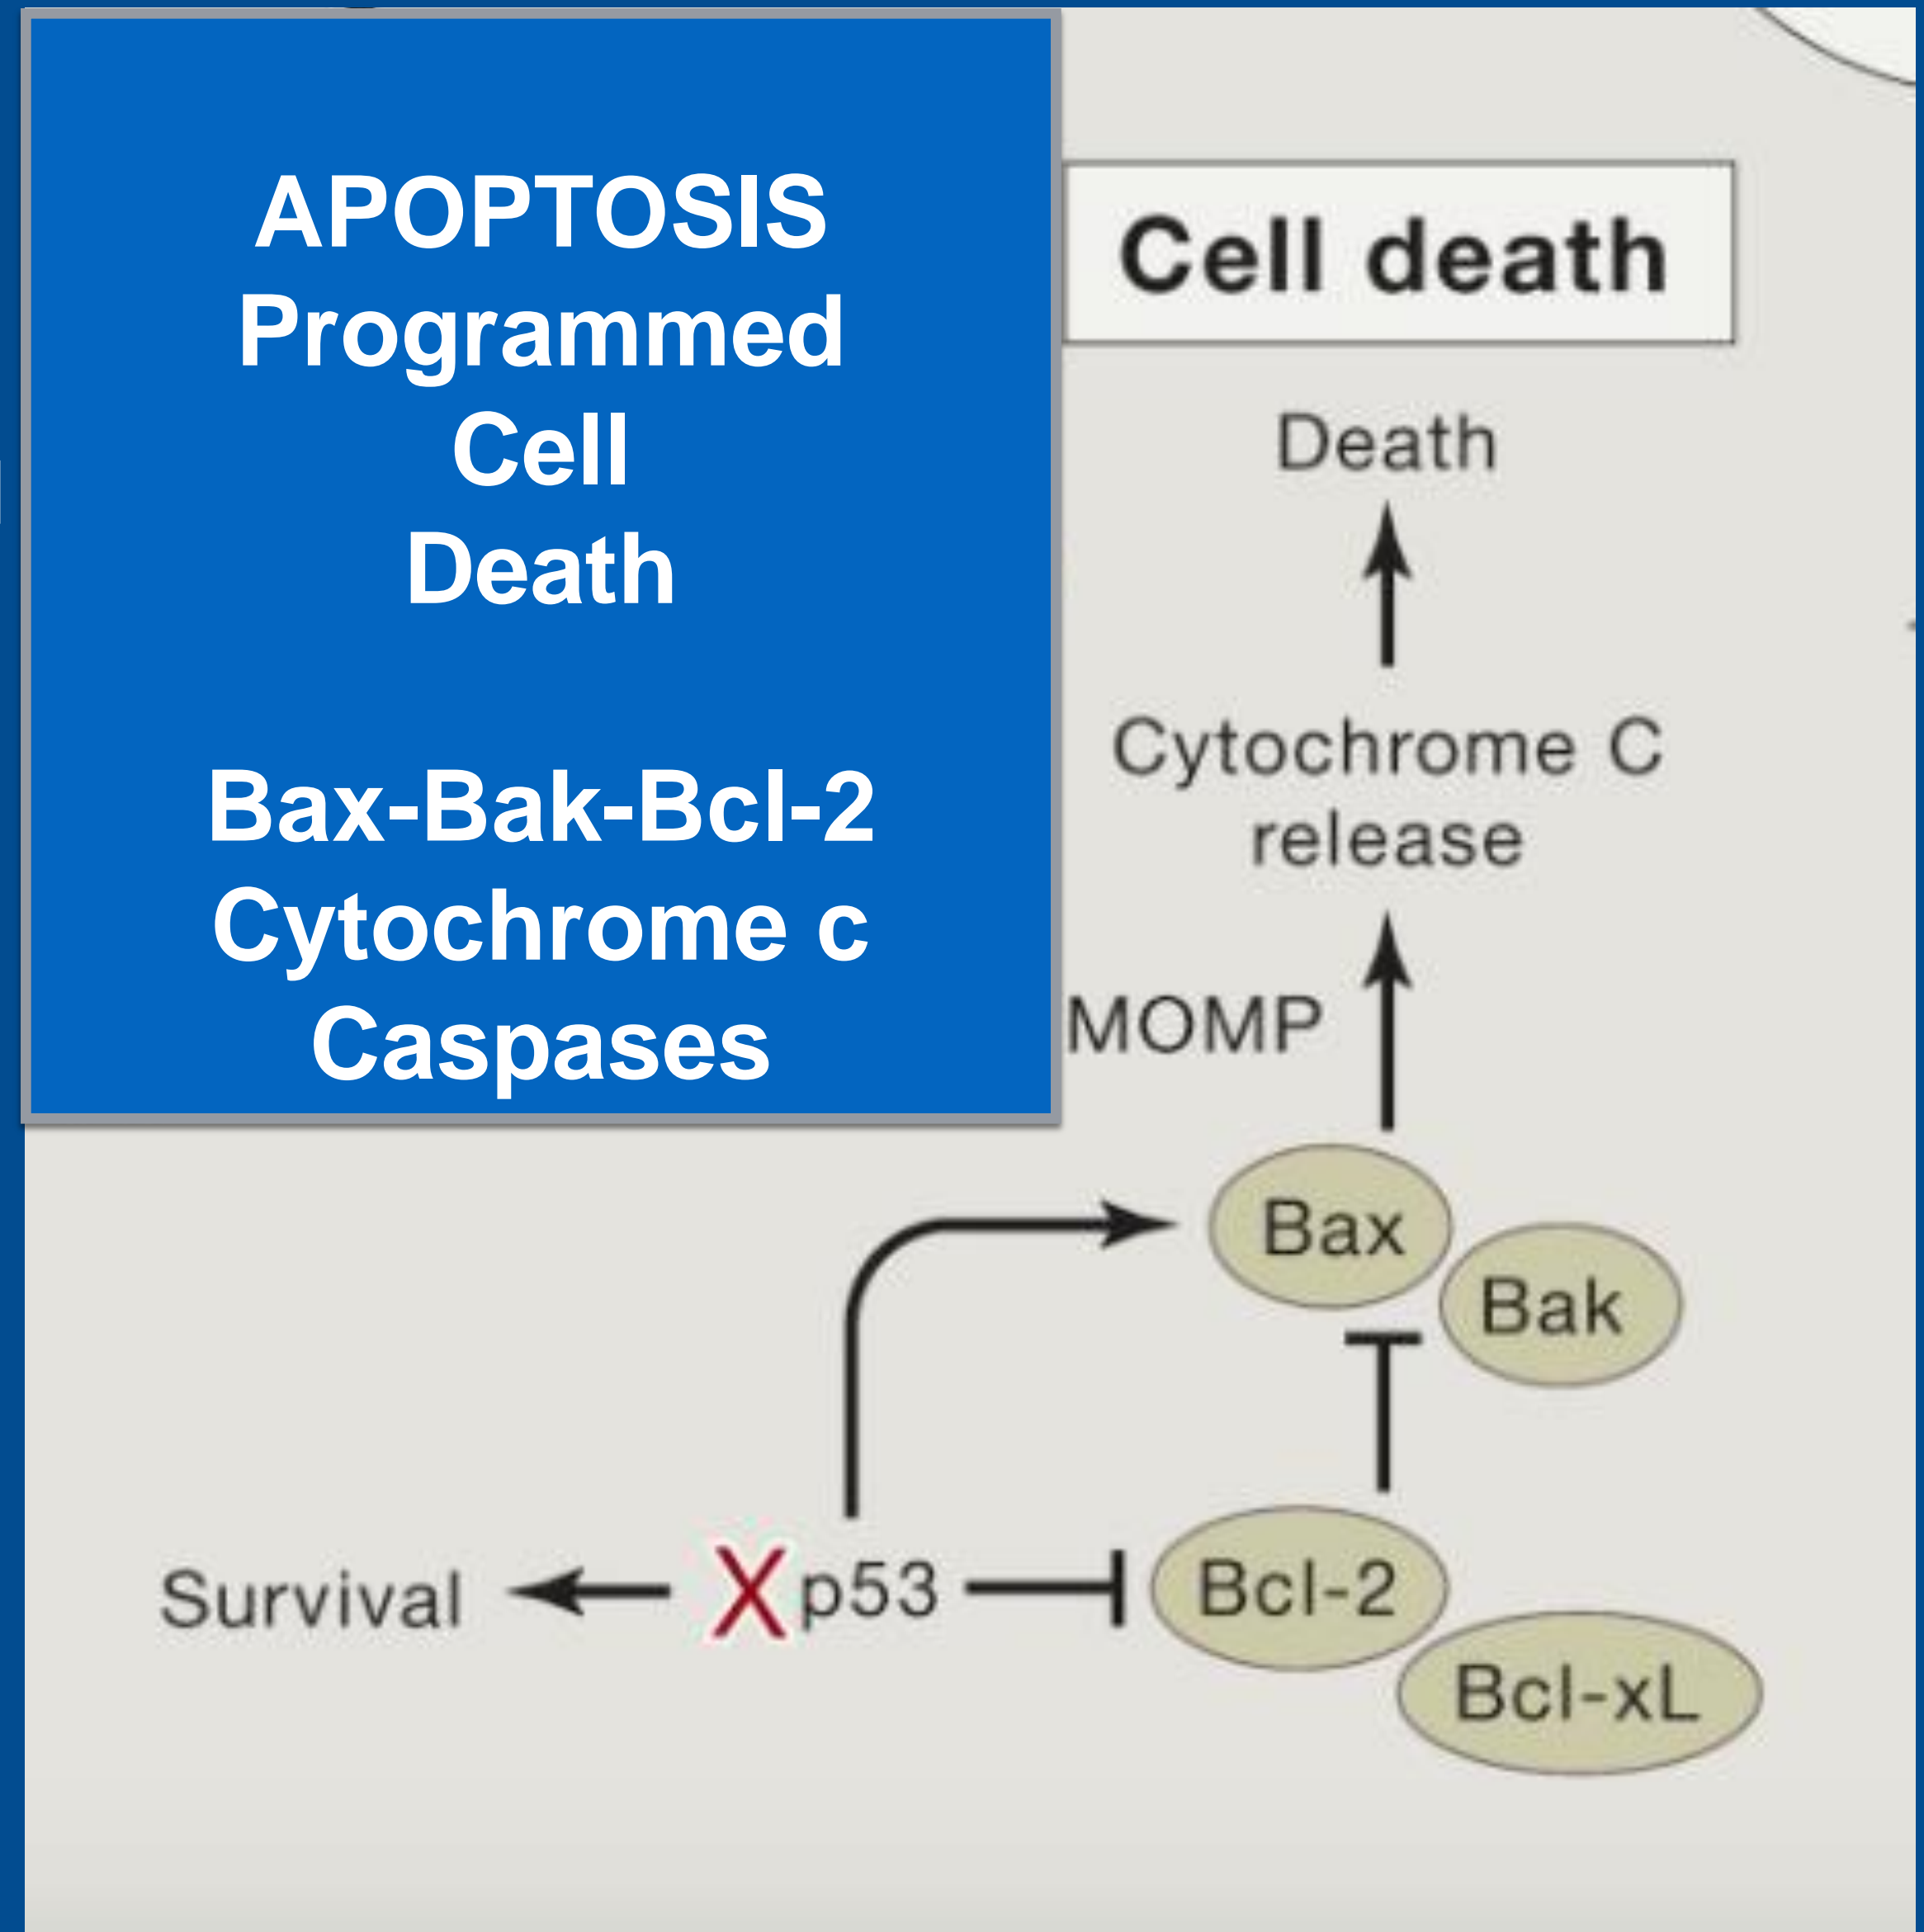 APOPTOSIS
Programmed
Cell
Death
Bax-Bak-Bcl-2
Cytochrome c
Caspases
Cell death
Death
Cytochrome C
release
MOMP
Bax
Bak
Survival
X p53
Bcl-2
Bcl-xL